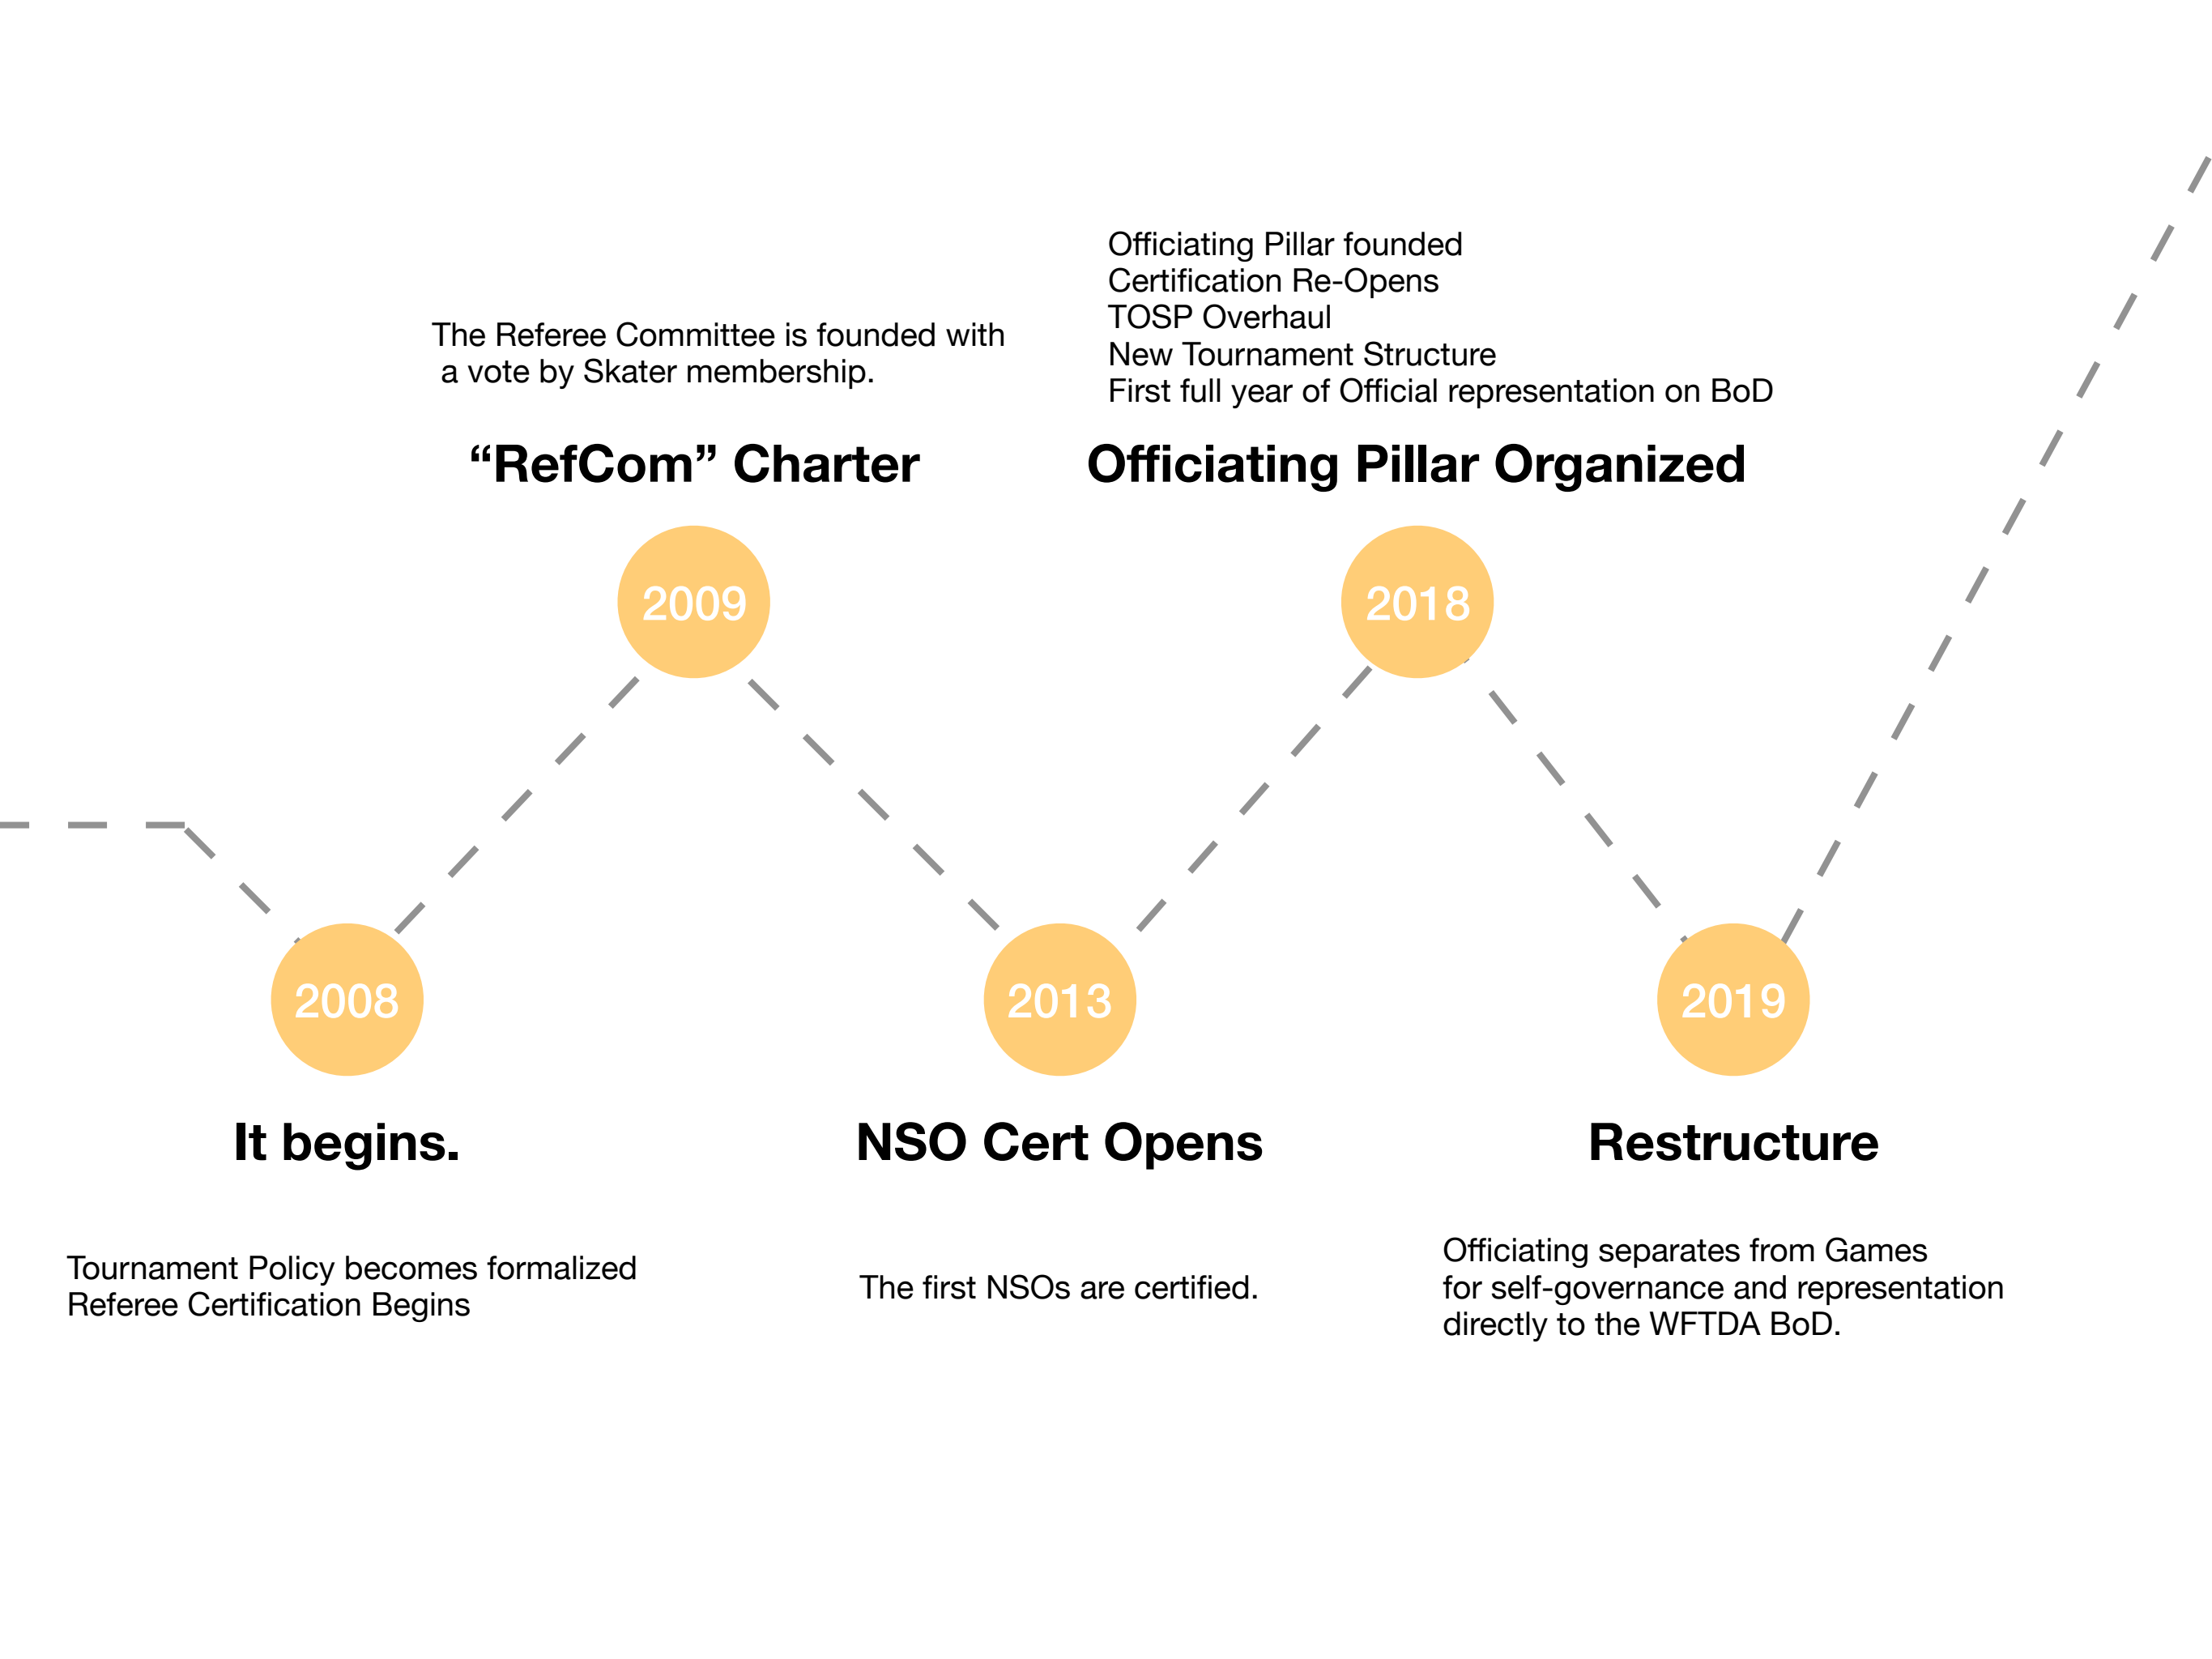 Officiating Pillar founded
Certification Re-Opens
TOSP Overhaul
New Tournament Structure
First full year of Official representation on BoD
The Referee Committee is founded with
a vote by Skater membership.
“RefCom” Charter
Officiating Pillar Organized
2009
2018
2008
2013
2019
It begins.
NSO Cert Opens
Restructure
Tournament Policy becomes formalized
Referee Certification Begins
The first NSOs are certified.
Officiating separates from Games
for self-governance and representation
directly to the WFTDA BoD.